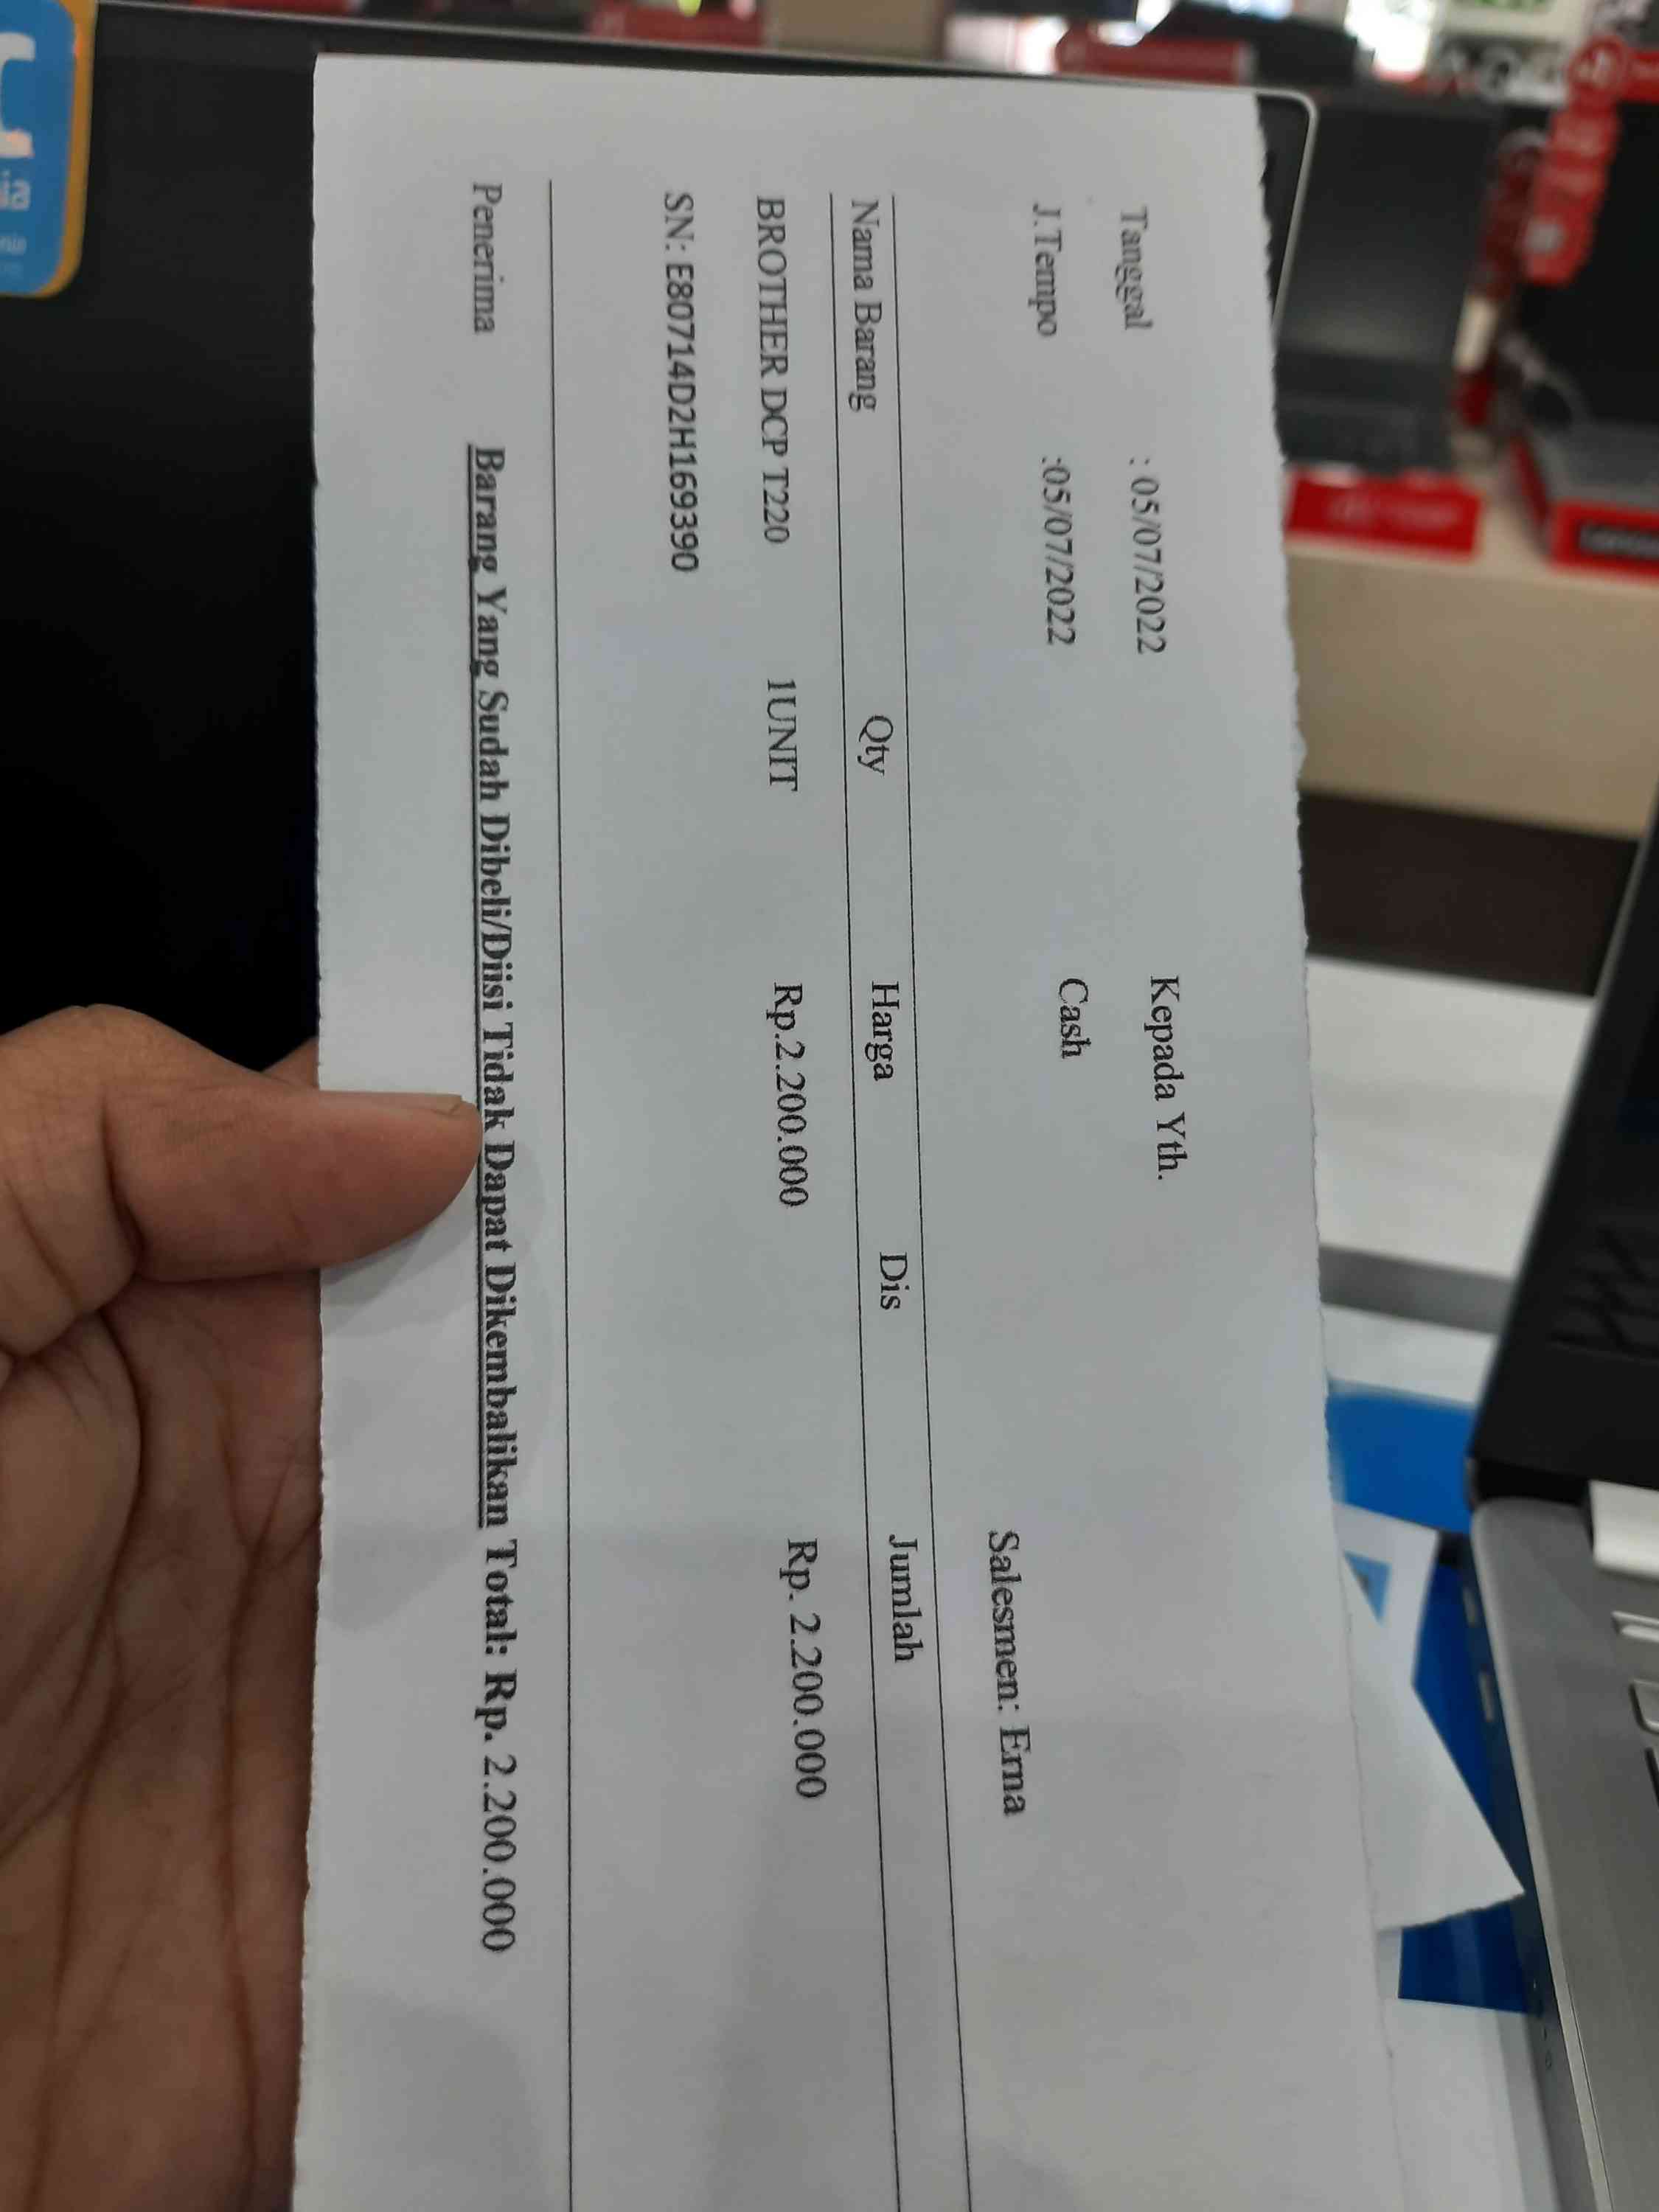 Tanggal : 05/07/2022 Kepada Yth.
J.Tempo :05/07/2022 Cash
Salesmen: Erna
Nama Barang Qty Harga Dis Jumlah
BROTHER DCP T220 1UNIT Rp.2.200.000 Rp. 2.200.000
SN: E80714D2H169390
Penerima Barang Yang Sudah Dibeli/Diisi Tidak Dapat Dikembalikan Total: Rp. 2.200.000